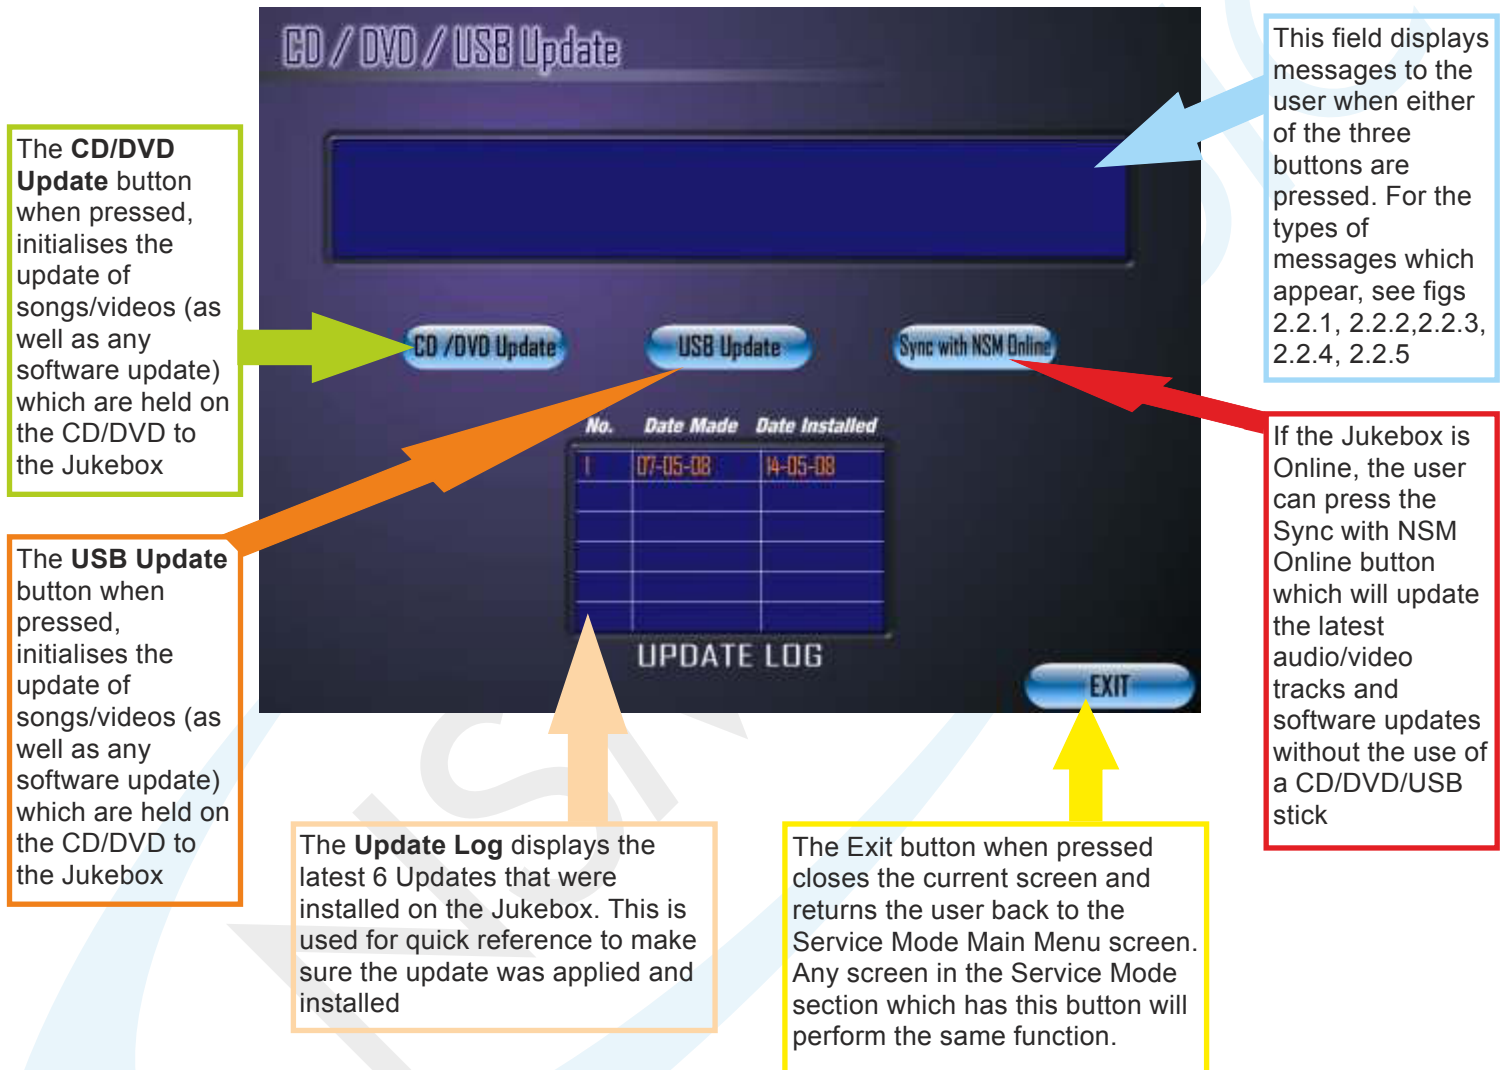 CD / DVD / USB Update
This field displays
messages to the
user when either
of the three
buttons are
pressed. For the
types of
messages which
appear, see figs
2.2.1, 2.2.2,2.2.3,
2.2.4, 2.2.5
The CD/DVD
Update button
when pressed,
initialises the
update of
songs/videos (as
well as any
software update)
which are held on
the CD/DVD to
the Jukebox
CD /DVD Update
USB Update
Sync with NSM Online
No. Date Made Date Installed
1 07-05-08 14-05-08
UPDATE LOG
EXIT
If the Jukebox is
Online, the user
can press the
Sync with NSM
Online button
which will update
the latest
audio/video
tracks and
software updates
without the use of
a CD/DVD/USB
stick
The USB Update
button when
pressed,
initialises the
update of
songs/videos (as
well as any
software update)
which are held on
the CD/DVD to
the Jukebox
The Update Log displays the
latest 6 Updates that were
installed on the Jukebox. This is
used for quick reference to make
sure the update was applied and
installed
The Exit button when pressed
closes the current screen and
returns the user back to the
Service Mode Main Menu screen.
Any screen in the Service Mode
section which has this button will
perform the same function.